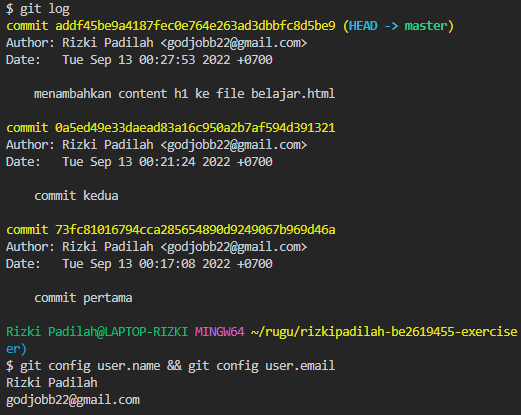 $ git log
commit addf45be9a4187fec0e764e263ad3dbbfc8d5be9 (HEAD -> master)
Author: Rizki Padilah <godjobb22@gmail.com>
Date:   Tue Sep 13 00:27:53 2022 +0700
    menambahkan content h1 ke file belajar.html
commit 0a5ed49e33daead83a16c950a2b7af594d391321
Author: Rizki Padilah <godjobb22@gmail.com>
Date:   Tue Sep 13 00:21:24 2022 +0700
    commit kedua
commit 73fc81016794cca285654890d9249067b969d46a
Author: Rizki Padilah <godjobb22@gmail.com>
Date:   Tue Sep 13 00:17:08 2022 +0700
    commit pertama
Rizki Padilah@LAPTOP-RIZKI MINGW64 ~/rugu/rizkipadilah-be2619455-exercise
er)
$ git config user.name && git config user.email
Rizki Padilah
godjobb22@gmail.com